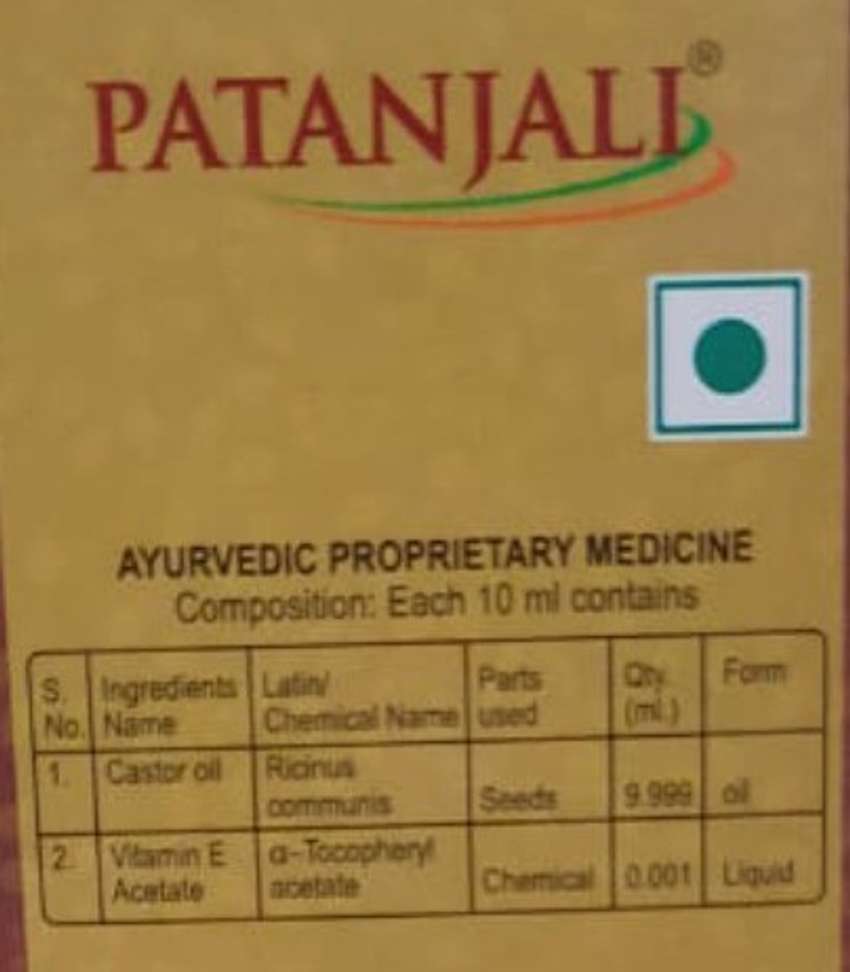 PATANJALI®
AYURVEDIC PROPRIETARY MEDICINE
Composition: Each 10 ml contains
S. No. Ingredients Name Latin/ Chemical Name Parts used Qty. (ml.) Form
1. Castor oil Ricinus communis Seeds 9.999 oil
2. Vitamin E Acetate α-Tocopheryl acetate Chemical 0.001 Liquid